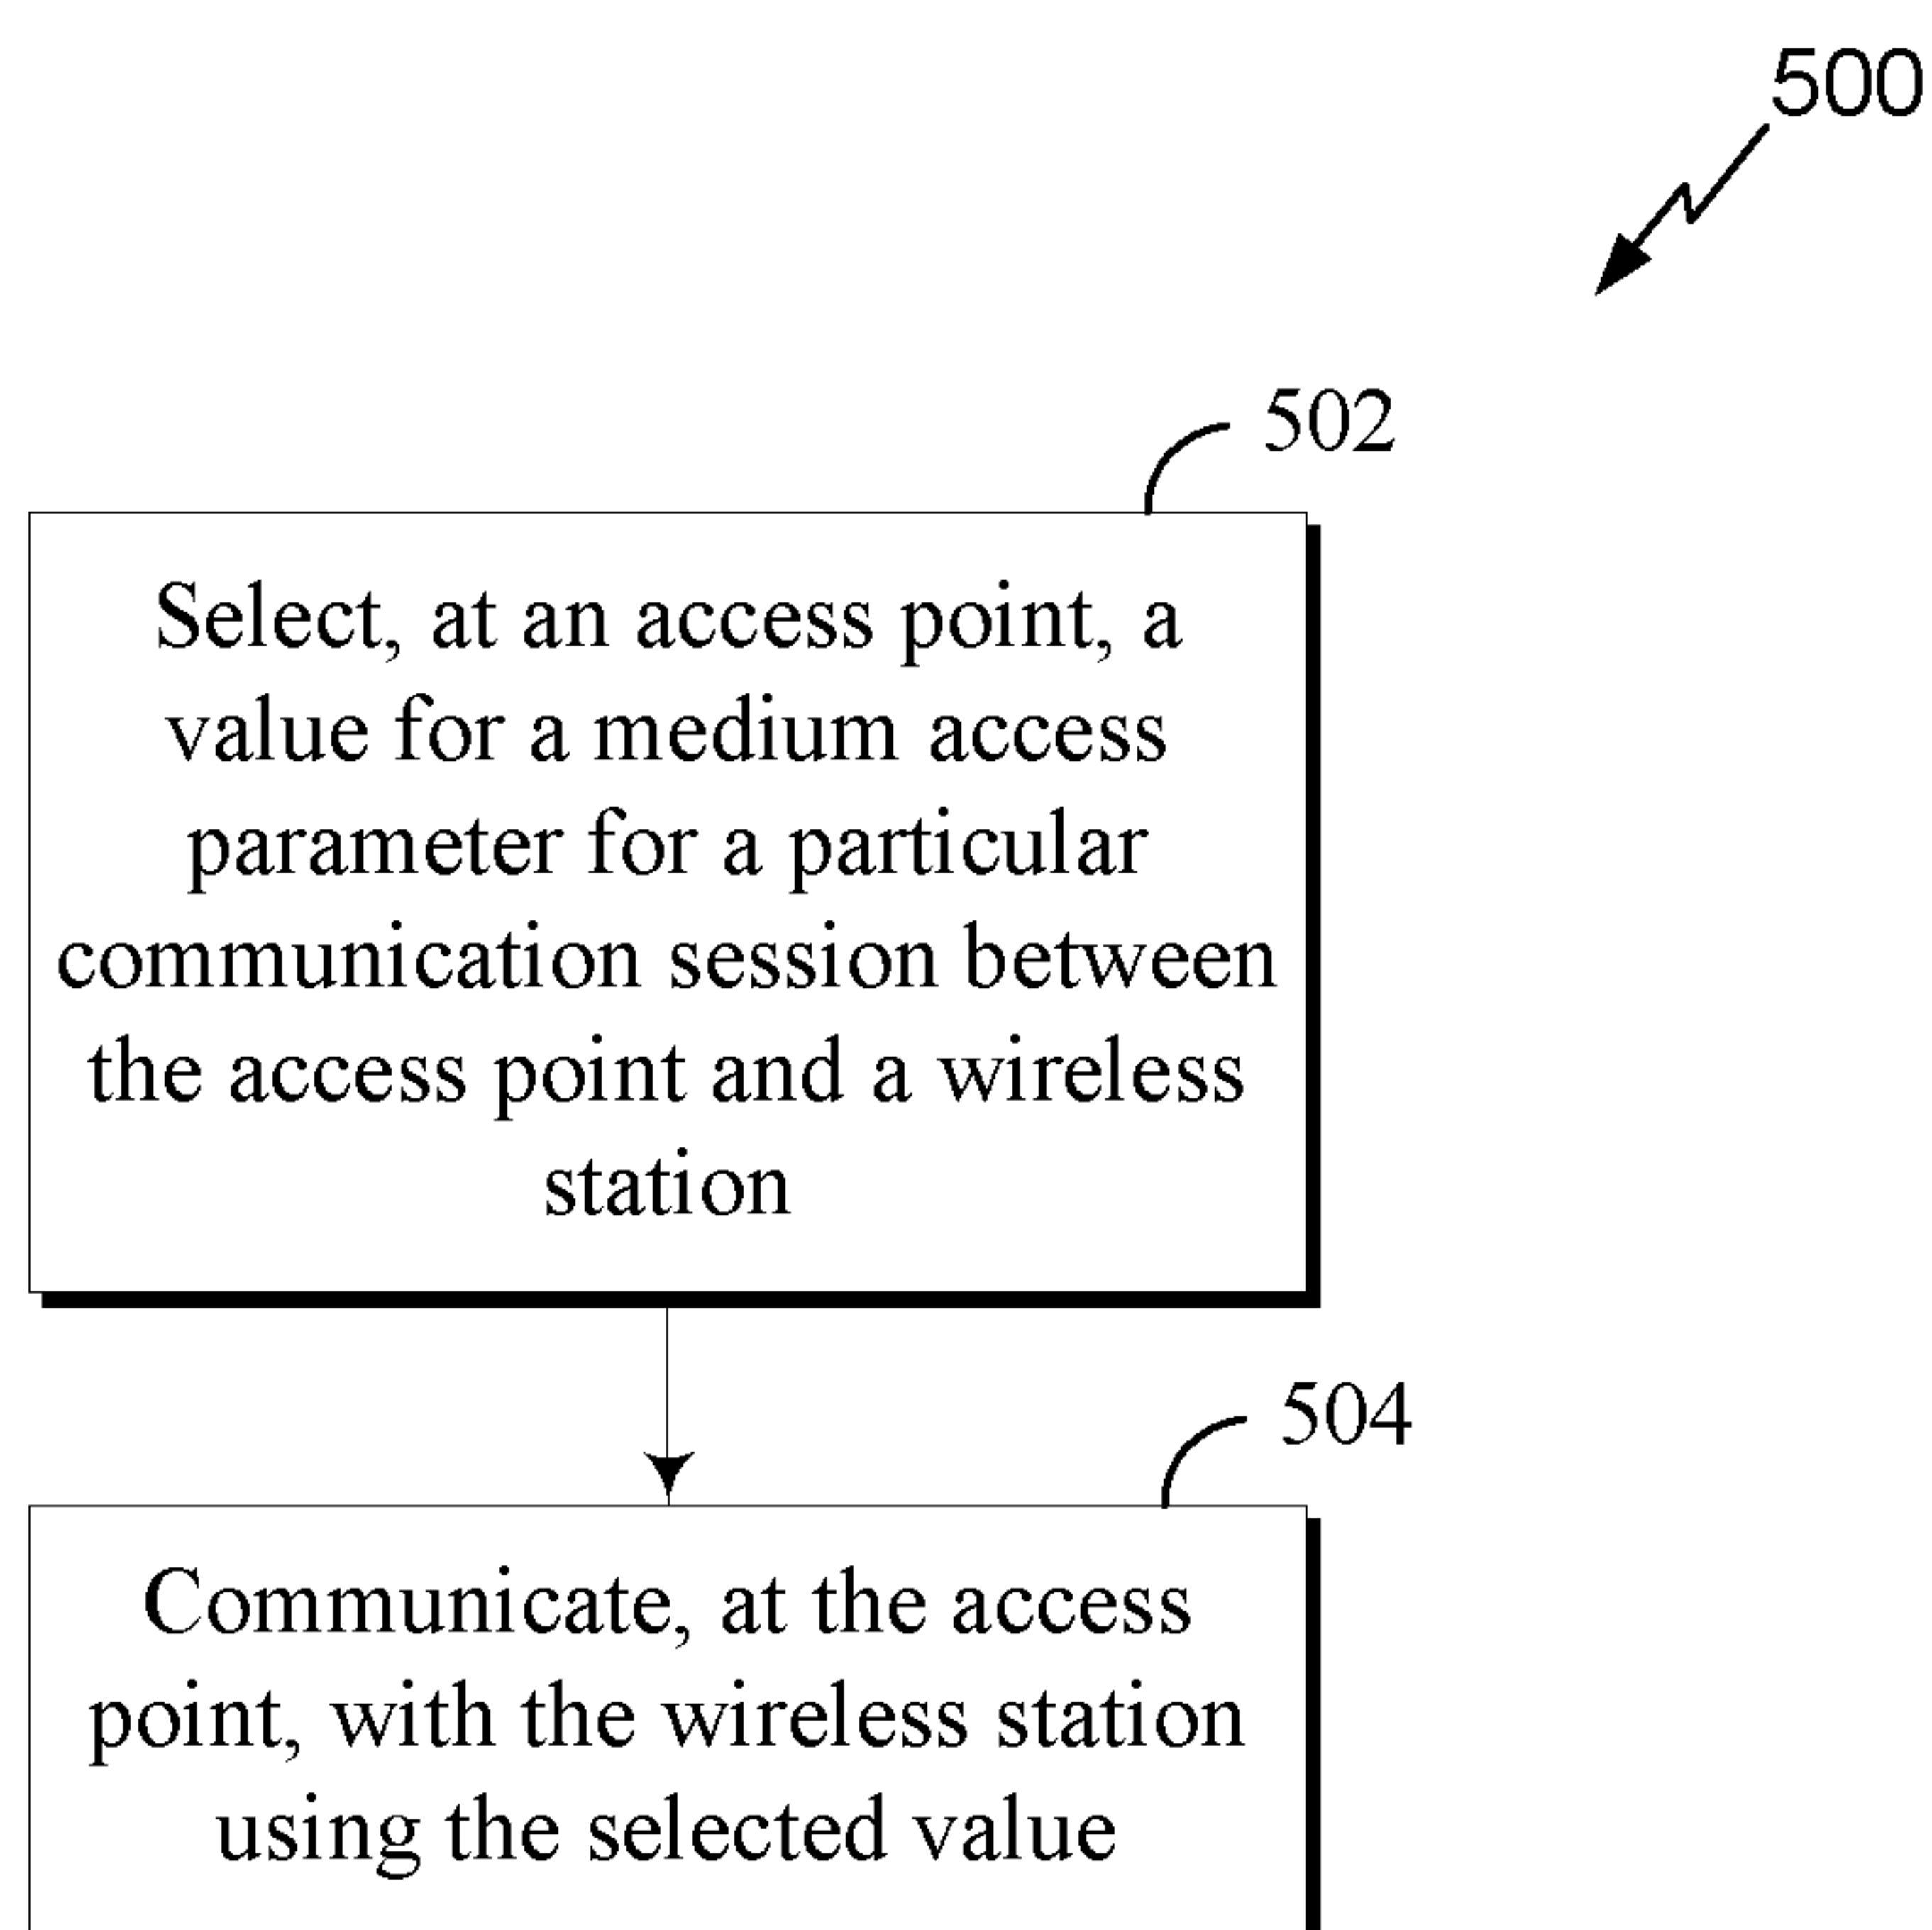 500
502
Select, at an access point, a
value for a medium access
parameter for a particular
communication session between
the access point and a wireless
station
504
Communicate, at the access
point, with the wireless station
using the selected value